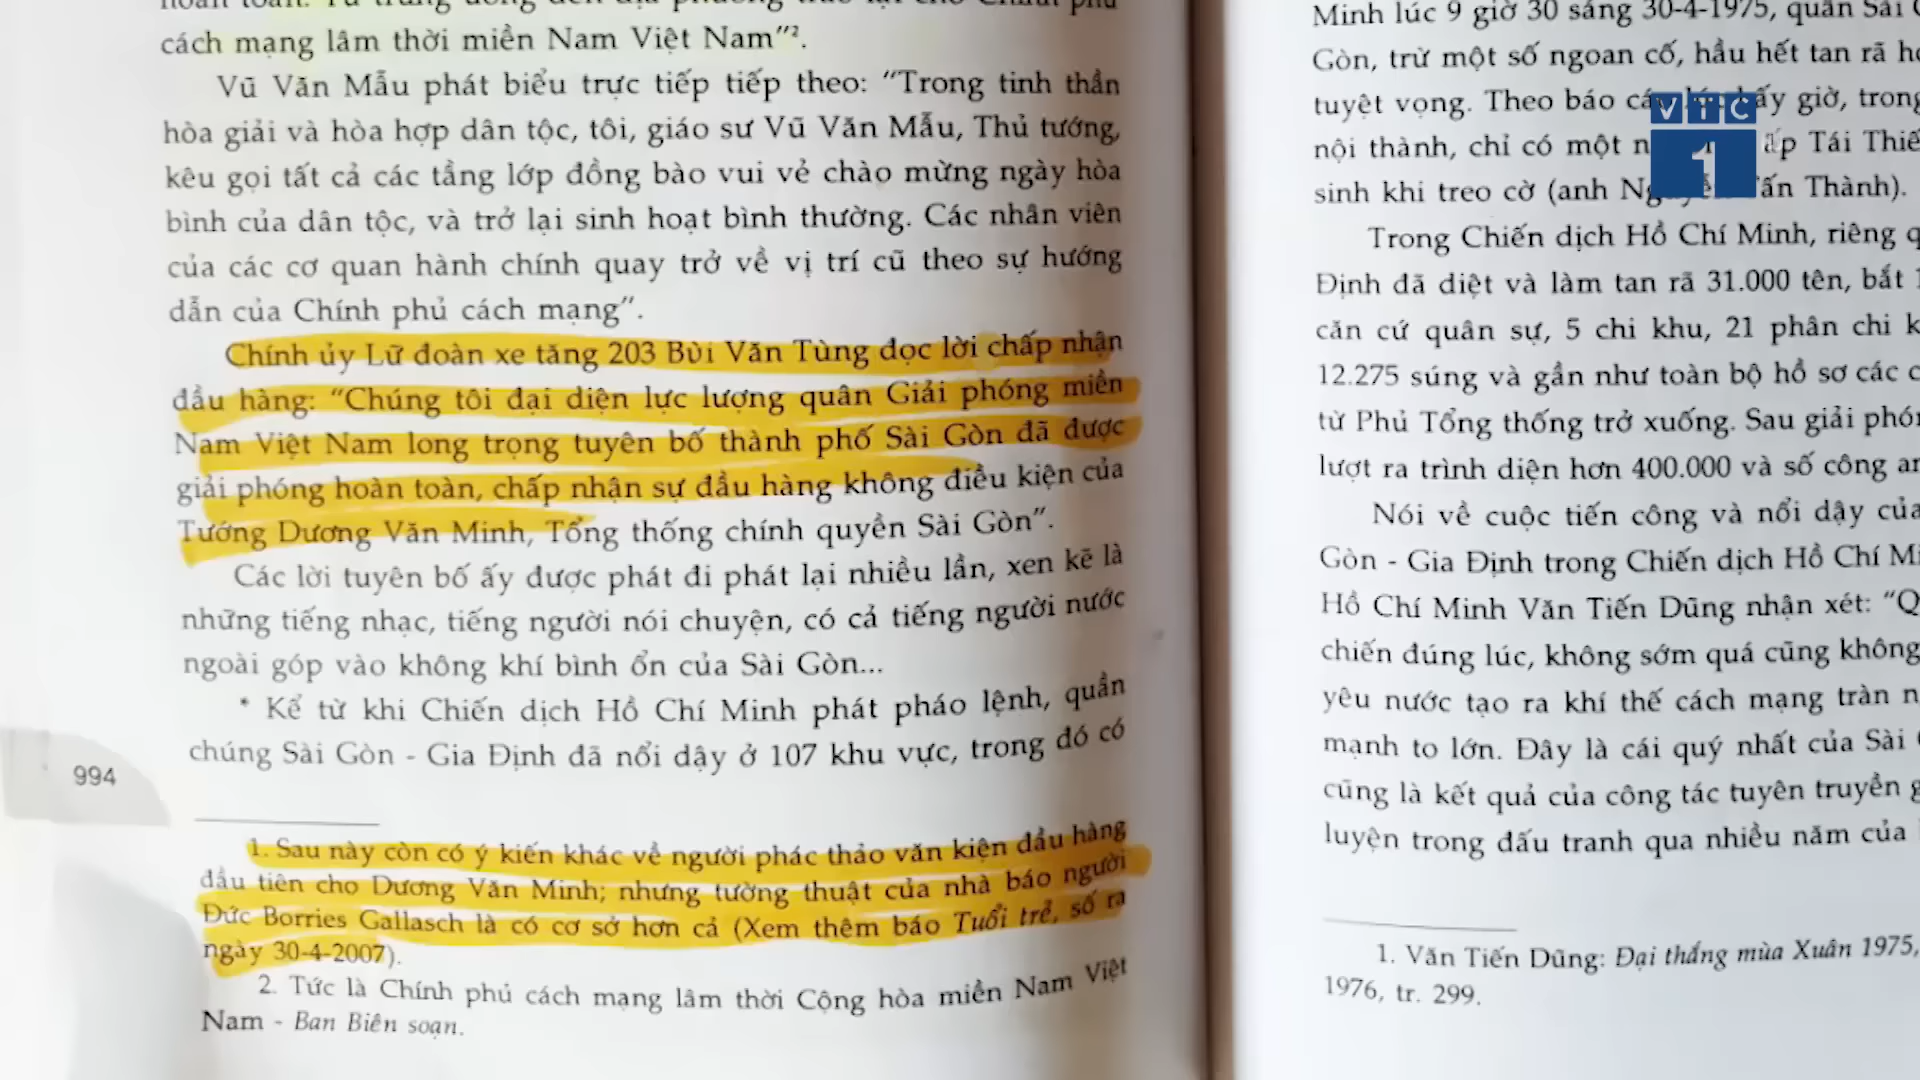 cách mạng lâm thời miền Nam Việt Nam”².
Vũ Văn Mẫu phát biểu trực tiếp tiếp theo: “Trong tinh thần
hòa giải và hòa hợp dân tộc, tôi, giáo sư Vũ Văn Mẫu, Thủ tướng,
kêu gọi tất cả các tầng lớp đồng bào vui vẻ chào mừng ngày hòa
bình của dân tộc, và trở lại sinh hoạt bình thường. Các nhân viên
của các cơ quan hành chính quay trở về vị trí cũ theo sự hướng
dẫn của Chính phủ cách mạng”.
Chính ủy Lữ đoàn xe tăng 203 Bùi Văn Tùng đọc lời chấp nhận
đầu hàng: “Chúng tôi đại diện lực lượng quân Giải phóng miền
Nam Việt Nam long trọng tuyên bố thành phố Sài Gòn đã được
giải phóng hoàn toàn, chấp nhận sự đầu hàng không điều kiện của
Tướng Dương Văn Minh, Tổng thống chính quyền Sài Gòn”.
Các lời tuyên bố ấy được phát đi phát lại nhiều lần, xen kẽ là
những tiếng nhạc, tiếng người nói chuyện, có cả tiếng người nước
ngoài góp vào không khí bình ổn của Sài Gòn...
* Kể từ khi Chiến dịch Hồ Chí Minh phát pháo lệnh, quần
chúng Sài Gòn - Gia Định đã nổi dậy ở 107 khu vực, trong đó có
994
1. Sau này còn có ý kiến khác về người phác thảo văn kiện đầu hàng
đầu tiên cho Dương Văn Minh; nhưng tường thuật của nhà báo người
Đức Borries Gallasch là có cơ sở hơn cả (Xem thêm báo Tuổi trẻ, số ra
ngày 30-4-2007).
2. Tức là Chính phủ cách mạng lâm thời Cộng hòa miền Nam Việt
Nam - Ban Biên soạn.
Minh lúc 9 giờ 30 sáng 30-4-1975, quân Sài
Gòn, trừ một số ngoan cố, hầu hết tan rã
tuyệt vọng. Theo báo cáo lúc bấy giờ, trong
nội thành, chỉ có một ấp Tái Thiế
sinh khi treo cờ (anh Nguyễn Tấn Thành).
Trong Chiến dịch Hồ Chí Minh, riêng
Định đã diệt và làm tan rã 31.000 tên, bắt
căn cứ quân sự, 5 chi khu, 21 phân chi
12.275 súng và gần như toàn bộ hồ sơ các
từ Phủ Tổng thống trở xuống. Sau giải phón
lượt ra trình diện hơn 400.000 và số công an
Nói về cuộc tiến công và nổi dậy của
Gòn - Gia Định trong Chiến dịch Hồ Chí Mi
Hồ Chí Minh Văn Tiến Dũng nhận xét: “Q
chiến đúng lúc, không sớm quá cũng không
yêu nước tạo ra khí thế cách mạng tràn
mạnh to lớn. Đây là cái quý nhất của Sài
cũng là kết quả của công tác tuyên truyền
luyện trong đấu tranh qua nhiều năm của
1. Văn Tiến Dũng: Đại thắng mùa Xuân 1975,
1976, tr. 299.
VTC
1